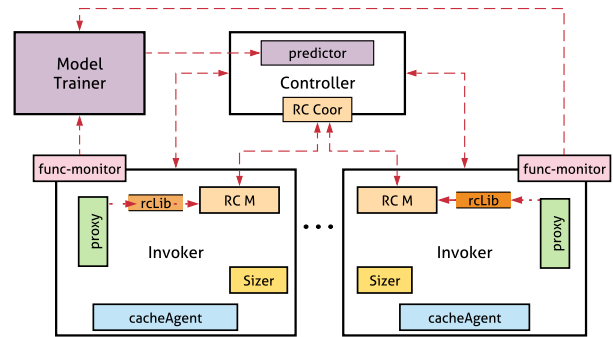 Model
Trainer
predictor
Controller
RC Coor
func-monitor
func-monitor
rcLib
RC M
proxy
Invoker
Sizer
cacheAgent
RC M
rcLib
proxy
Invoker
Sizer
cacheAgent